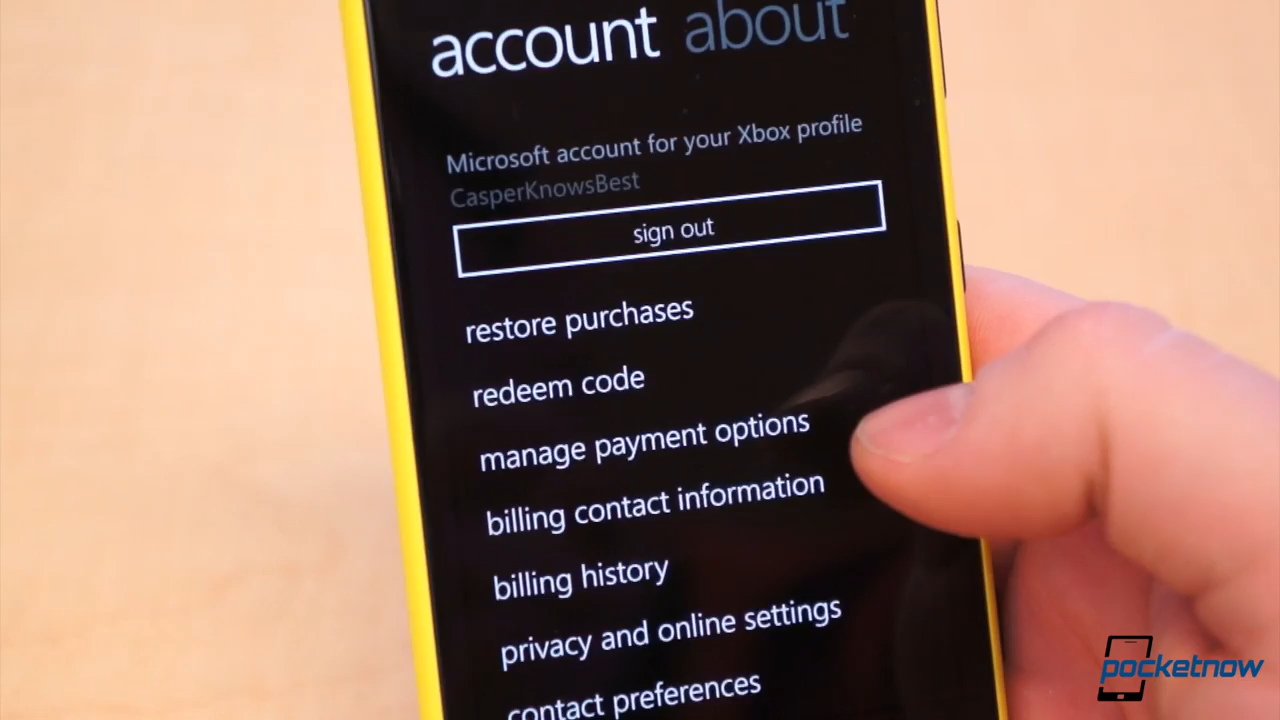 account about
Microsoft account for your Xbox profile
CasperKnowsBest
sign out
restore purchases
redeem code
manage payment options
billing contact information
billing history
privacy and online settings
contact preferences
pocketnow